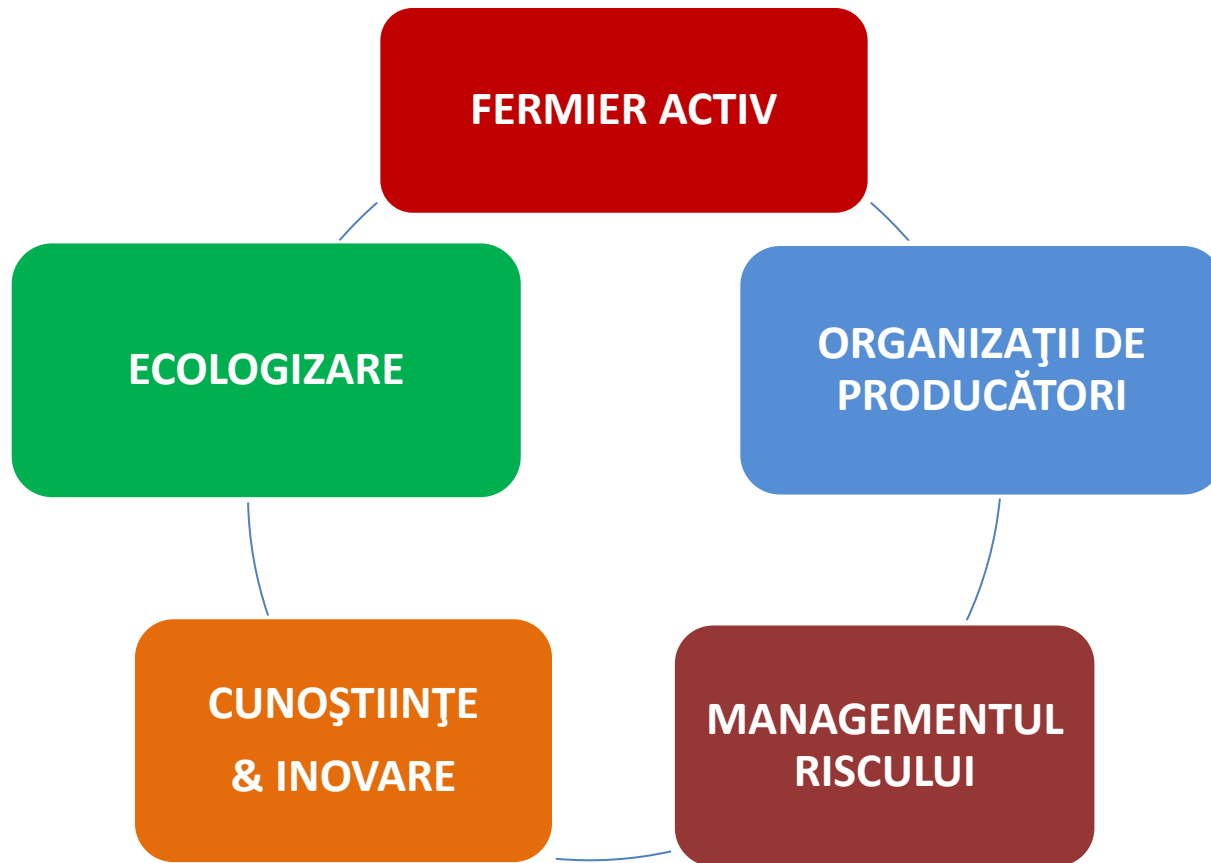 FERMIER ACTIV
ECOLOGIZARE
ORGANIZAŢII DE
PRODUCĂTORI
CUNOŞTIINŢE
& INOVARE
MANAGEMENTUL
RISCULUI